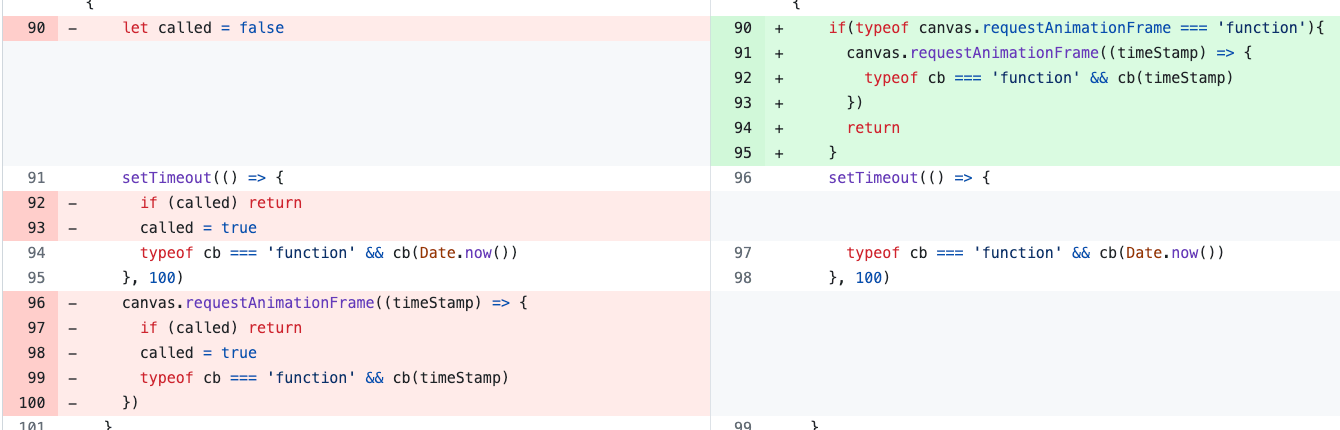 {
90 - let called = false
91 setTimeout(() => {
92 - if (called) return
93 - called = true
94 typeof cb === 'function' && cb(Date.now())
95 }, 100)
96 - canvas.requestAnimationFrame((timeStamp) => {
97 - if (called) return
98 - called = true
99 - typeof cb === 'function' && cb(timeStamp)
100 - })
101 }
{
90 + if(typeof canvas.requestAnimationFrame === 'function'){
91 + canvas.requestAnimationFrame((timeStamp) => {
92 + typeof cb === 'function' && cb(timeStamp)
93 + })
94 + return
95 + }
96 setTimeout(() => {
97 typeof cb === 'function' && cb(Date.now())
98 }, 100)
99 }